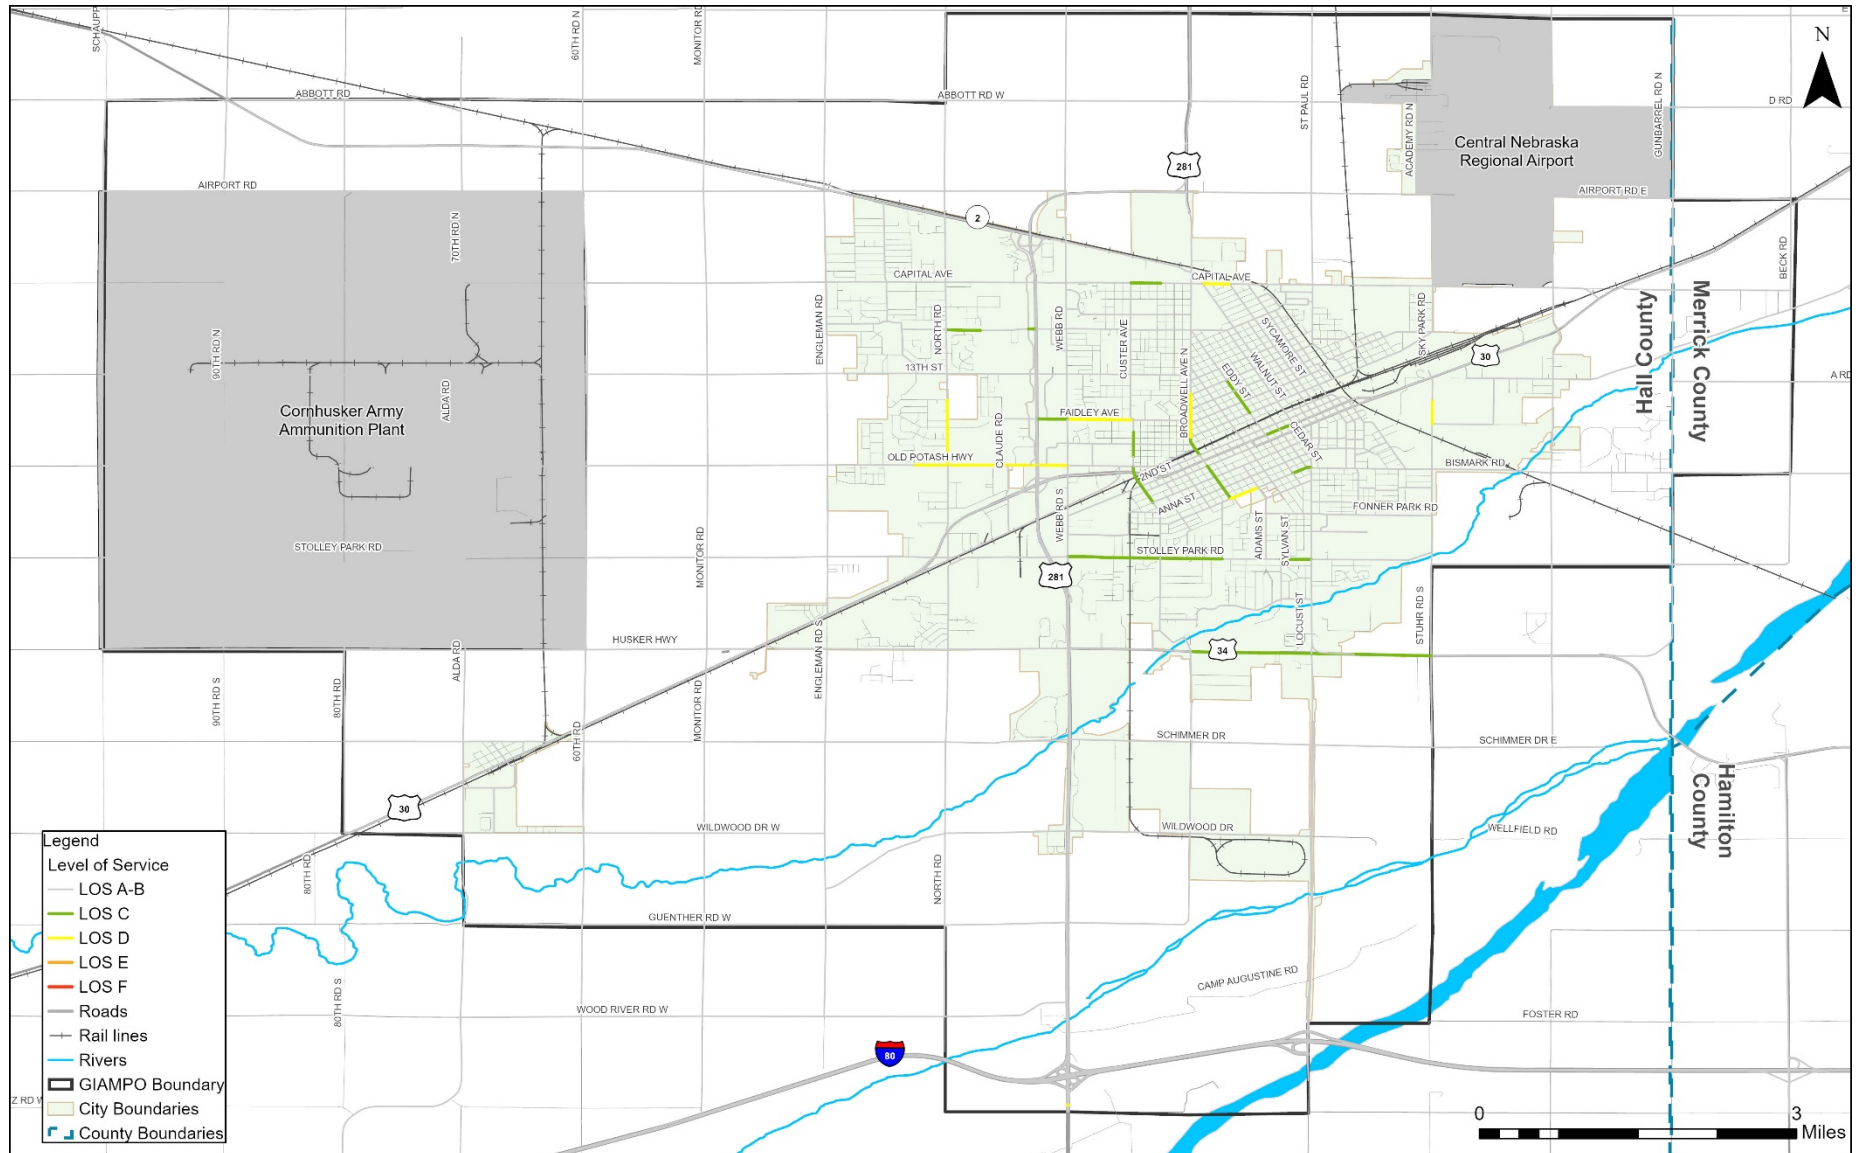 SCHAUPP
60TH RD N
MONITOR RD
N
ABBOTT RD
ABBOTT RD W
ST PAUL RD
ACADEMY RD N
GUNBARREL RD N
D RD
281
Central Nebraska
Regional Airport
AIRPORT RD
AIRPORT RD E
2
70TH RD N
BECK RD
CAPITAL AVE
CAPITAL AVE
ENGLEMAN RD
NORTH RD
WEBB RD
CUSTER AVE
SYCAMORE ST
SKY PARK RD
Hall County
Merrick County
90TH RD N
13TH ST
BROADWELL AVE N
EDDY ST
WALNUT ST
30
A RD
ALDA RD
Cornhusker Army
Ammunition Plant
FAIDLEY AVE
CLAUDE RD
CEDAR ST
OLD POTASH HWY
2ND ST
BISMARK RD
WEBB RD S
ANNA ST
FONNER PARK RD
MONITOR RD
ADAMS ST
SYLVAN ST
STOLLEY PARK RD
STOLLEY PARK RD
281
ENGLEMAN RD S
LOCUST ST
STUHR RD S
HUSKER HWY
34
ALDA RD
90TH RD S
80TH RD
MONITOR RD
60TH RD
SCHIMMER DR
SCHIMMER DR E
Hamilton
County
30
WILDWOOD DR W
WILDWOOD DR
WELLFIELD RD
80TH RD
NORTH RD
GUENTHER RD W
80TH RD S
CAMP AUGUSTINE RD
WOOD RIVER RD W
FOSTER RD
80
Z RD W
Legend
Level of Service
LOS A-B
LOS C
LOS D
LOS E
LOS F
Roads
Rail lines
Rivers
GIAMPO Boundary
City Boundaries
County Boundaries
0 3
Miles